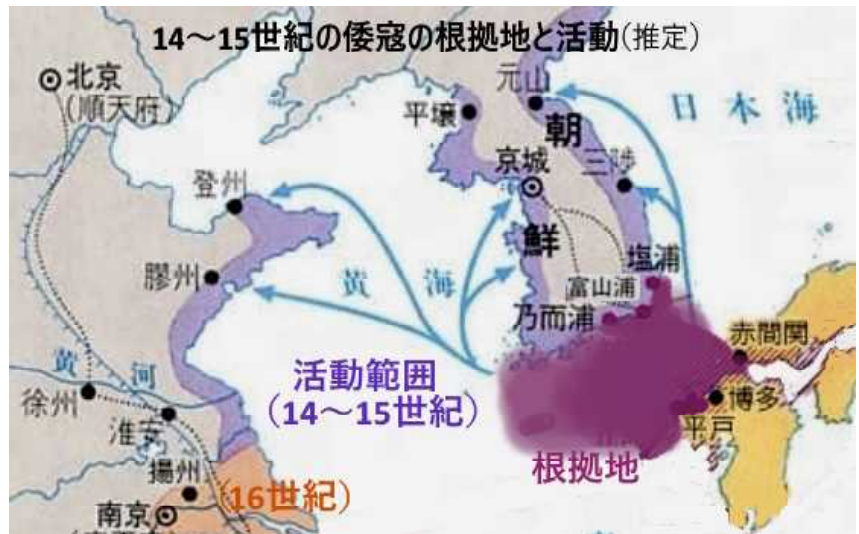 14～15世紀の倭寇の根拠地と活動(推定)
北京
(順天府)
元山
日本海
平壌
朝
京城
三陟
登州
鮮
塩浦
膠州
黄海
富山浦
乃而浦
赤間関
活動範囲
(14～15世紀)
黄河
徐州
博多
平戸
淮安
根拠地
揚州
(16世紀)
南京